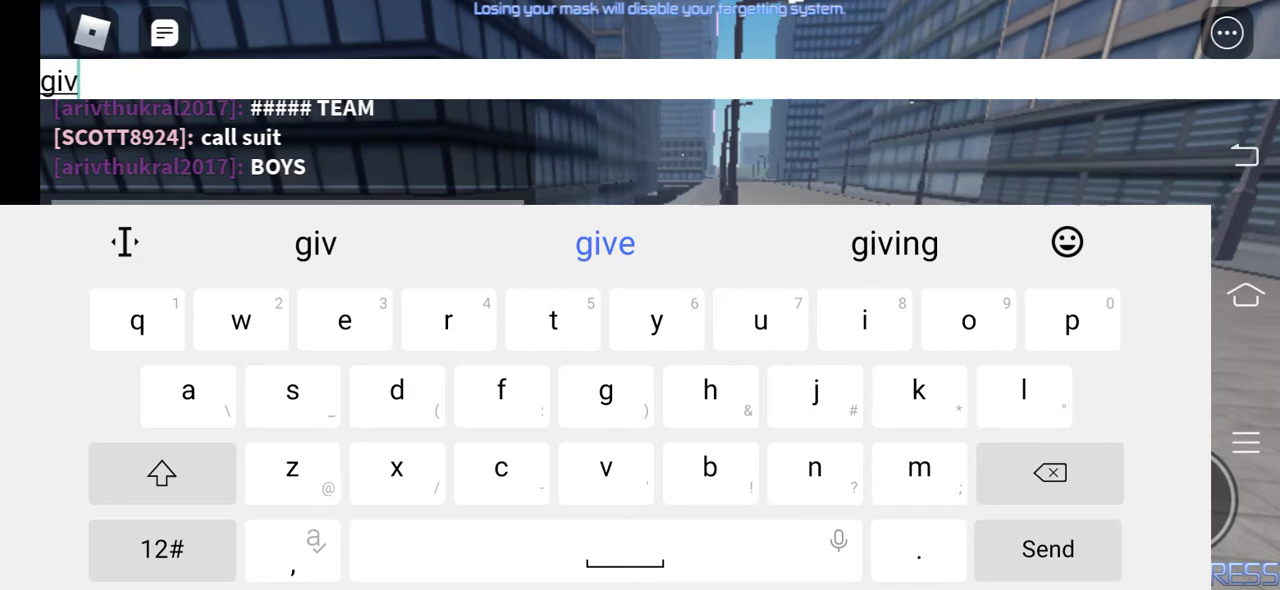 Losing your mask will disable your targetting system.
giv
[arivthukral2017]: ##### TEAM
[SCOTT8924]: call suit
[arivthukral2017]: BOYS
giv give giving
q 1 w 2 e 3 r 4 t 5 y 6 u 7 i 8 o 9 p 0
a \ s _ d ( f : g ) h & j # k * l "
z @ x / c - v ' b ! n ? m ;
12# , a . Send
RESS